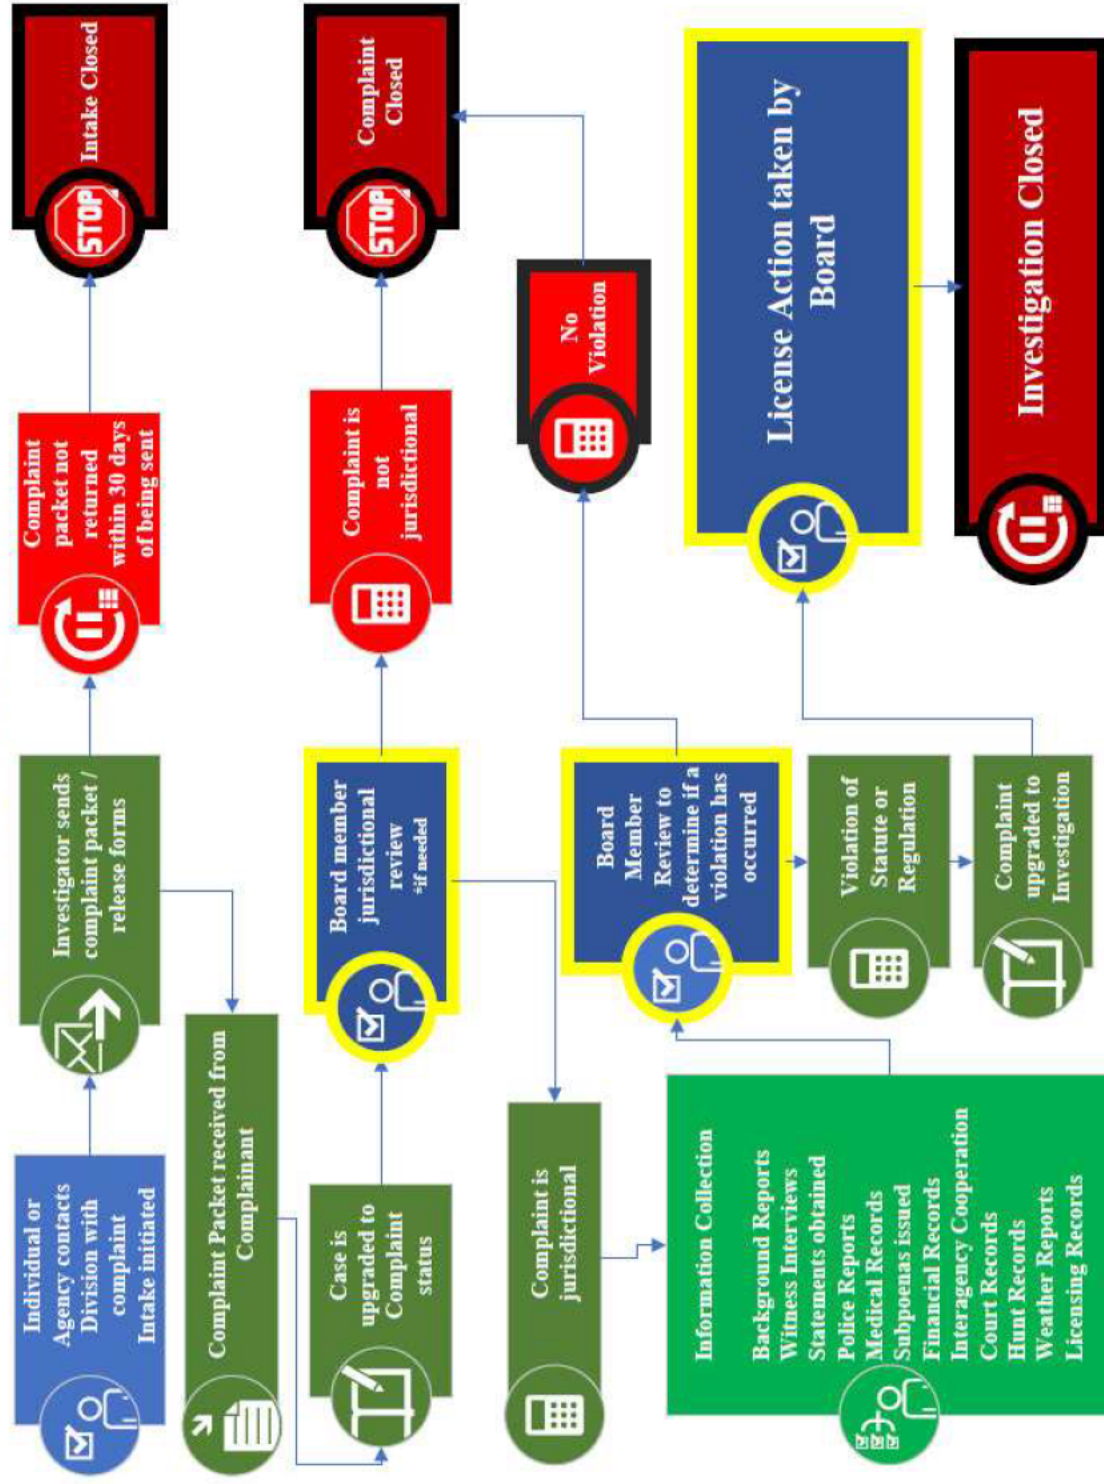 Individual or
Agency contacts
Division with
complaint
Intake initiated
Investigator sends
complaint packet /
release forms
Complaint
packet not
returned
within 30 days
of being sent
STOP
Intake Closed
Complaint Packet received from
Complainant
Case is
upgraded to
Complaint
status
Board member
jurisdictional
review
*if needed
Complaint is
not
jurisdictional
STOP
Complaint
Closed
Complaint is
jurisdictional
Information Collection
Background Reports
Witness Interviews
Statements obtained
Police Reports
Medical Records
Subpoenas issued
Financial Records
Interagency Cooperation
Court Records
Hunt Records
Weather Reports
Licensing Records
Board
Member
Review to
determine if a
violation has
occurred
No
Violation
Violation of
Statute or
Regulation
Complaint
upgraded to
Investigation
License Action taken by
Board
Investigation Closed